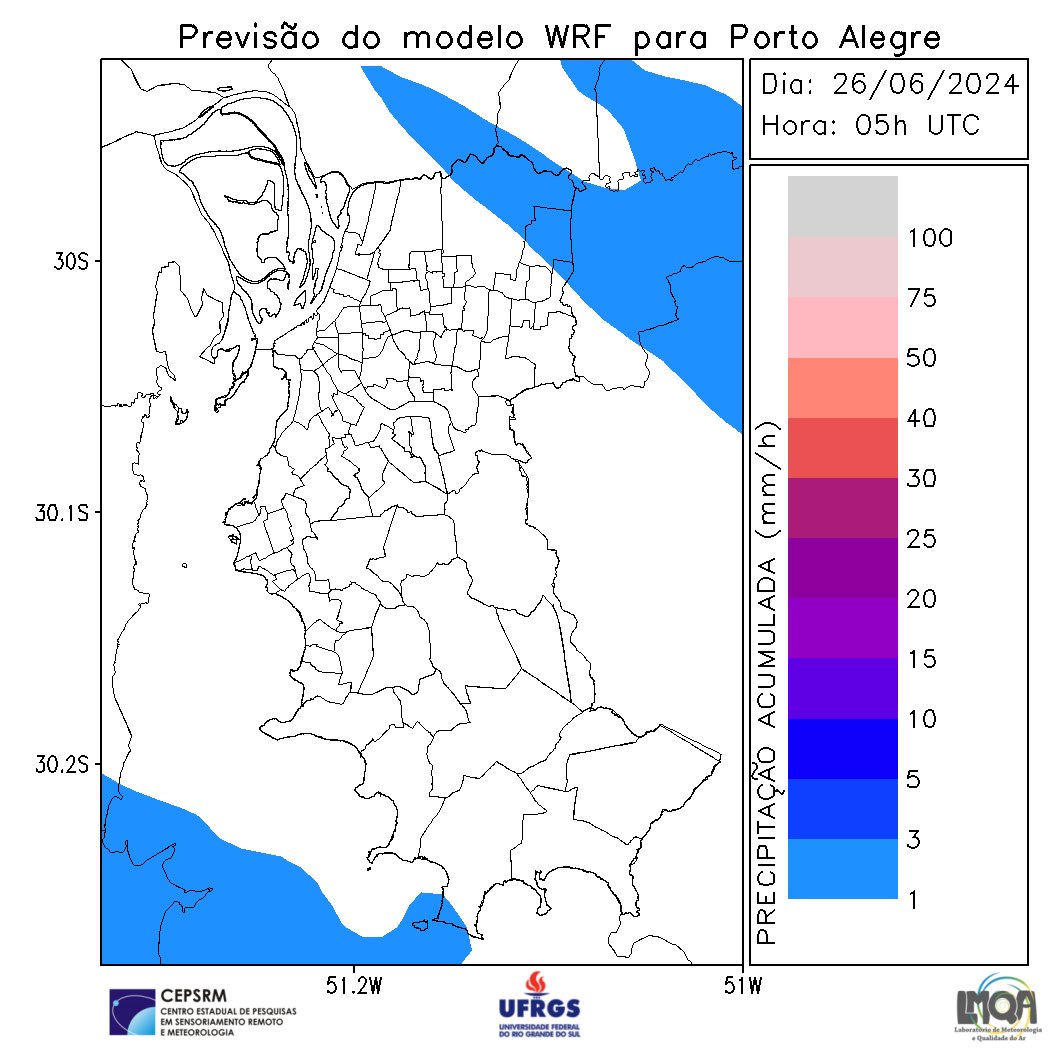 Previsão do modelo WRF para Porto Alegre
Dia: 26/06/2024
Hora: 05h UTC
30S
30.1S
30.2S
51.2W
51W
PRECIPITAÇÃO ACUMULADA (mm/h)
100
75
50
40
30
25
20
15
10
5
3
1
CEPSRM
CENTRO ESTADUAL DE PESQUISAS
EM SENSORIAMENTO REMOTO
E METEOROLOGIA
UFRGS
UNIVERSIDADE FEDERAL
DO RIO GRANDE DO SUL
LMQA
Laboratório de Meteorologia
e Qualidade do Ar